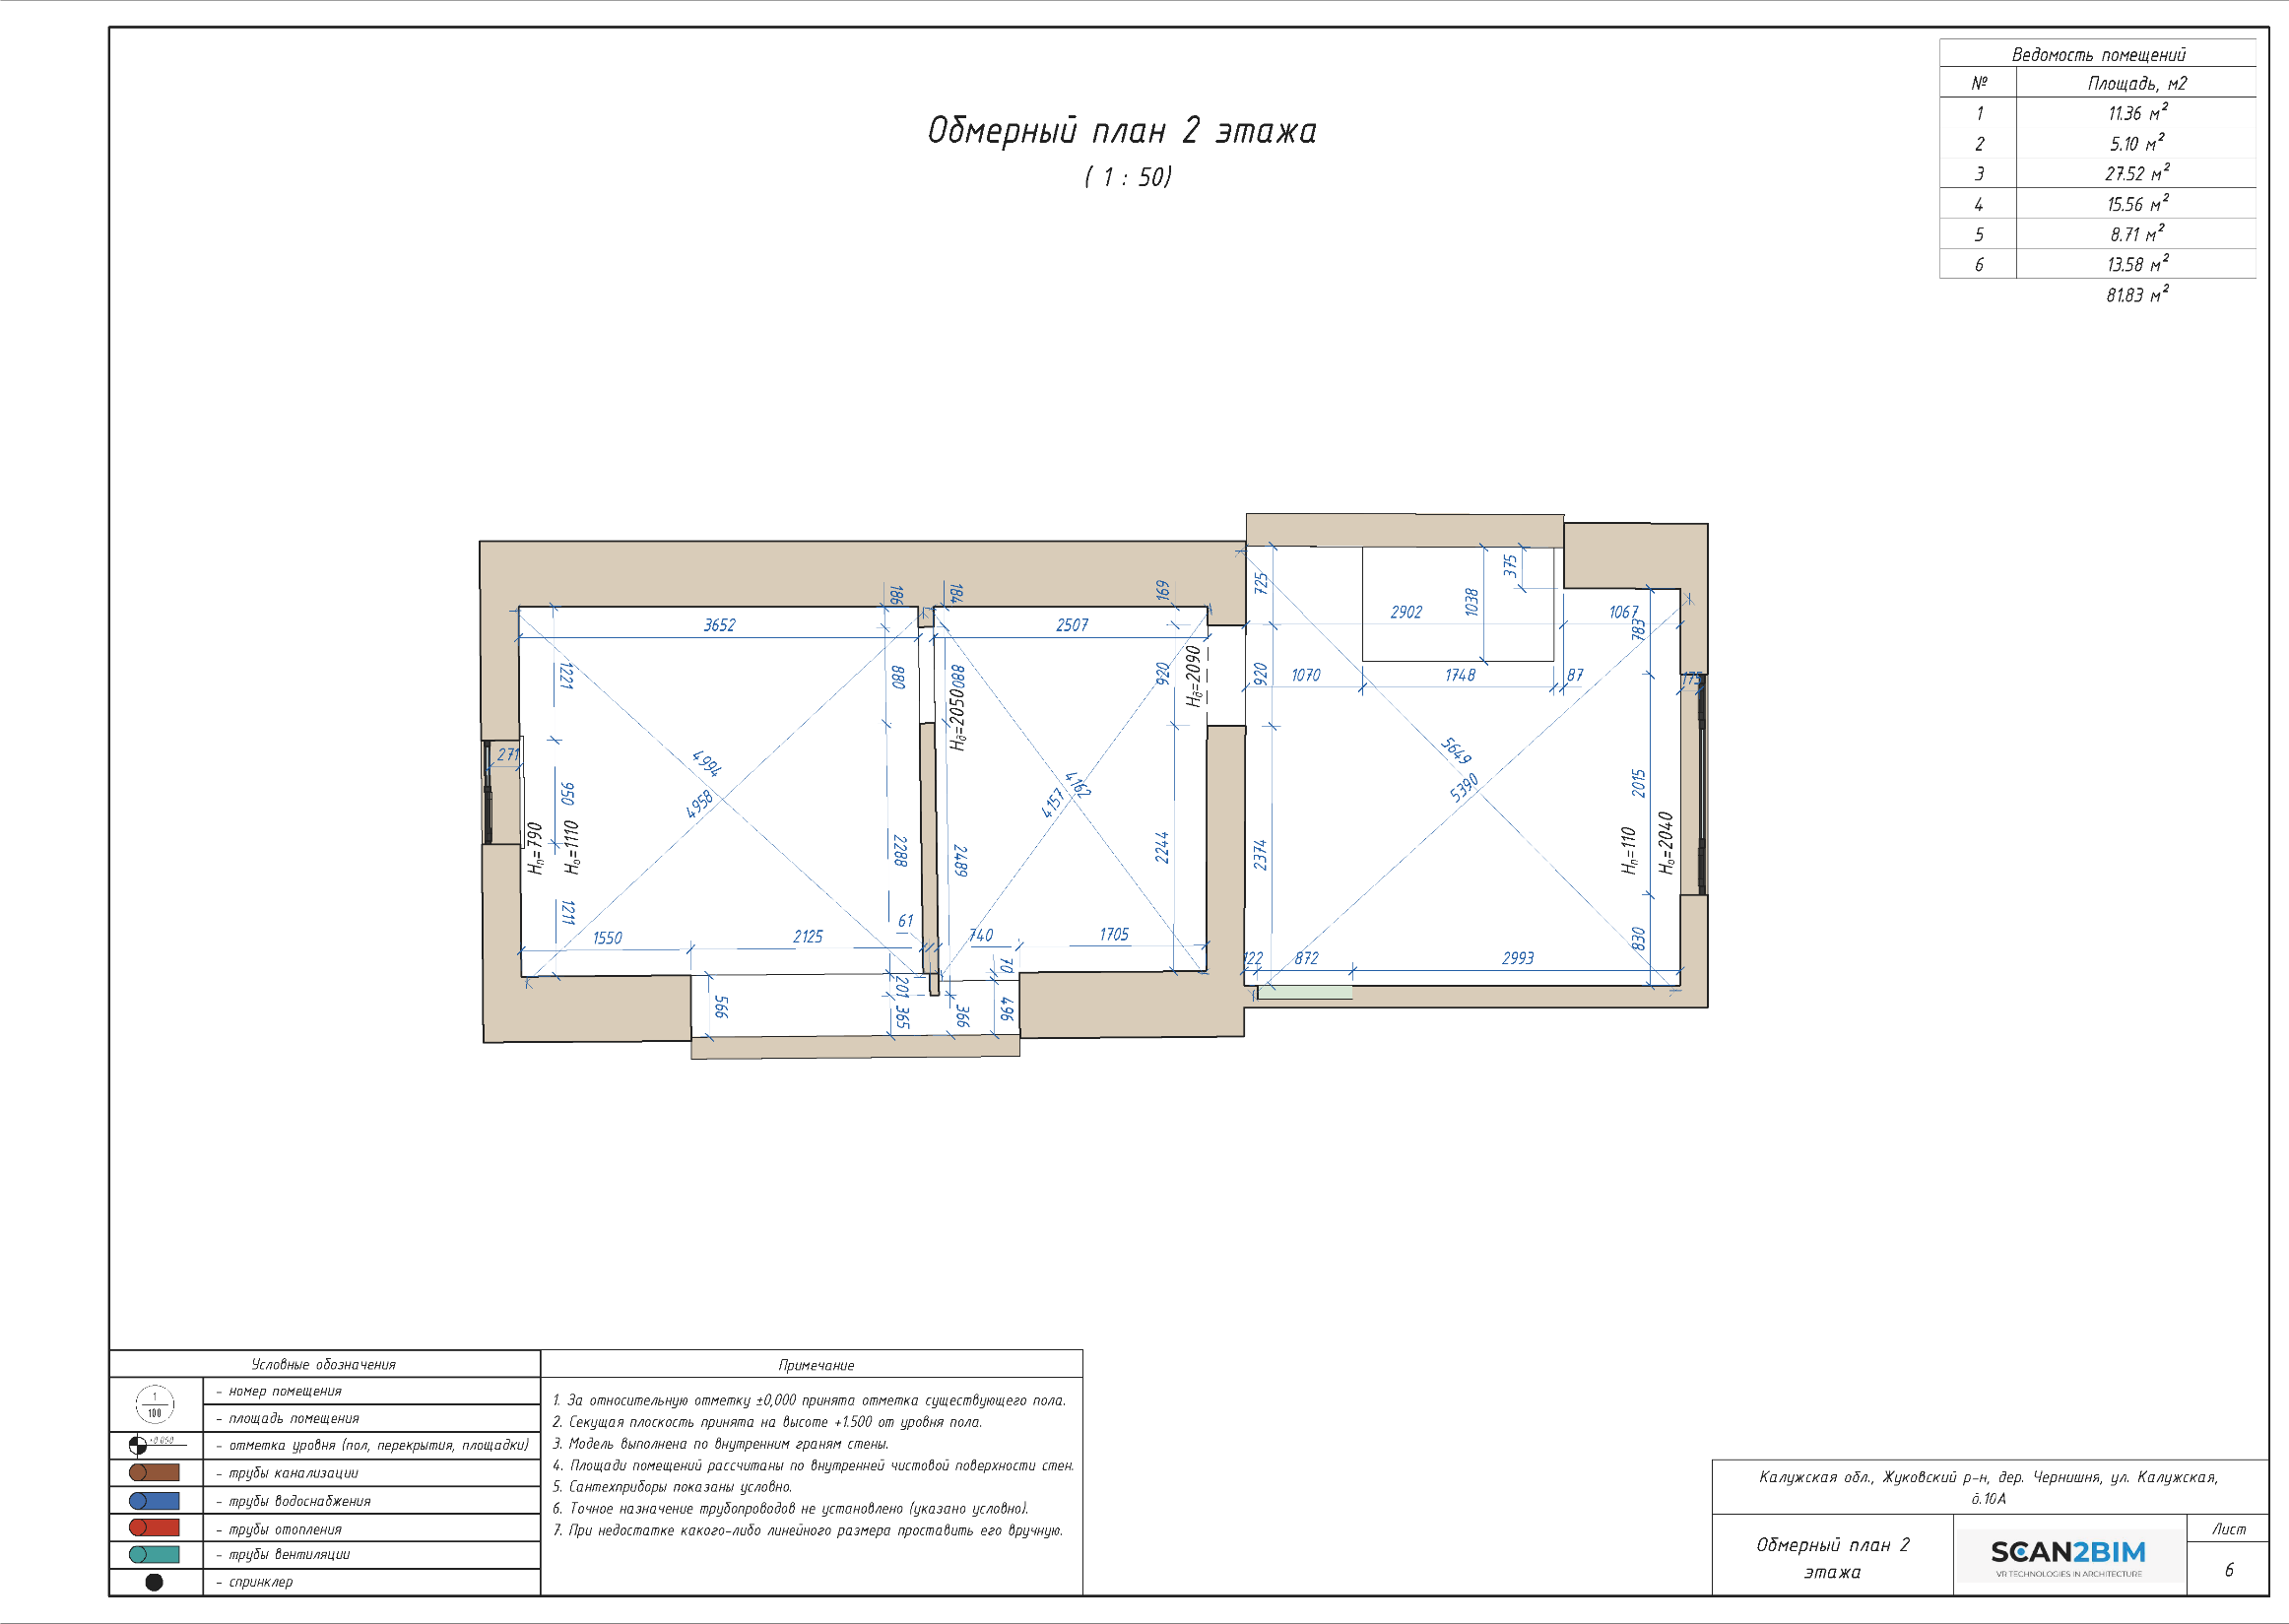 Ведомость помещений
№ Площадь, м2
1 11.36 м²
2 5.10 м²
3 27.52 м²
4 15.56 м²
5 8.71 м²
6 13.58 м²
81.83 м²
Обмерный план 2 этажа
( 1 : 50)
186
184
169
725
375
3652
2507
2902
1038
1067
783
1221
880
880
920
Hд=2090
920
1070
1748
87
175
Hд=2050
271
4994
4958
4162
4157
5649
5390
950
2015
Hп=790
Hо=1110
2288
2489
2244
2374
Hп=110
Hо=2040
1211
61
1550
2125
740
1705
830
122
872
2993
70
201
566
365
366
496
Условные обозначения
1
100
- номер помещения
- площадь помещения
- отметка уровня (пол, перекрытия, площадки)
- трубы канализации
- трубы водоснабжения
- трубы отопления
- трубы вентиляции
- спринклер
Примечание
1. За относительную отметку ±0,000 принята отметка существующего пола.
2. Секущая плоскость принята на высоте +1.500 от уровня пола.
3. Модель выполнена по внутренним граням стены.
4. Площади помещений рассчитаны по внутренней чистовой поверхности стен.
5. Сантехприборы показаны условно.
6. Точное назначение трубопроводов не установлено (указано условно).
7. При недостатке какого-либо линейного размера проставить его вручную.
Калужская обл., Жуковский р-н, дер. Чернишня, ул. Калужская,
д.10А
Обмерный план 2
этажа
SCAN2BIM
VR TECHNOLOGIES IN ARCHITECTURE
Лист
6